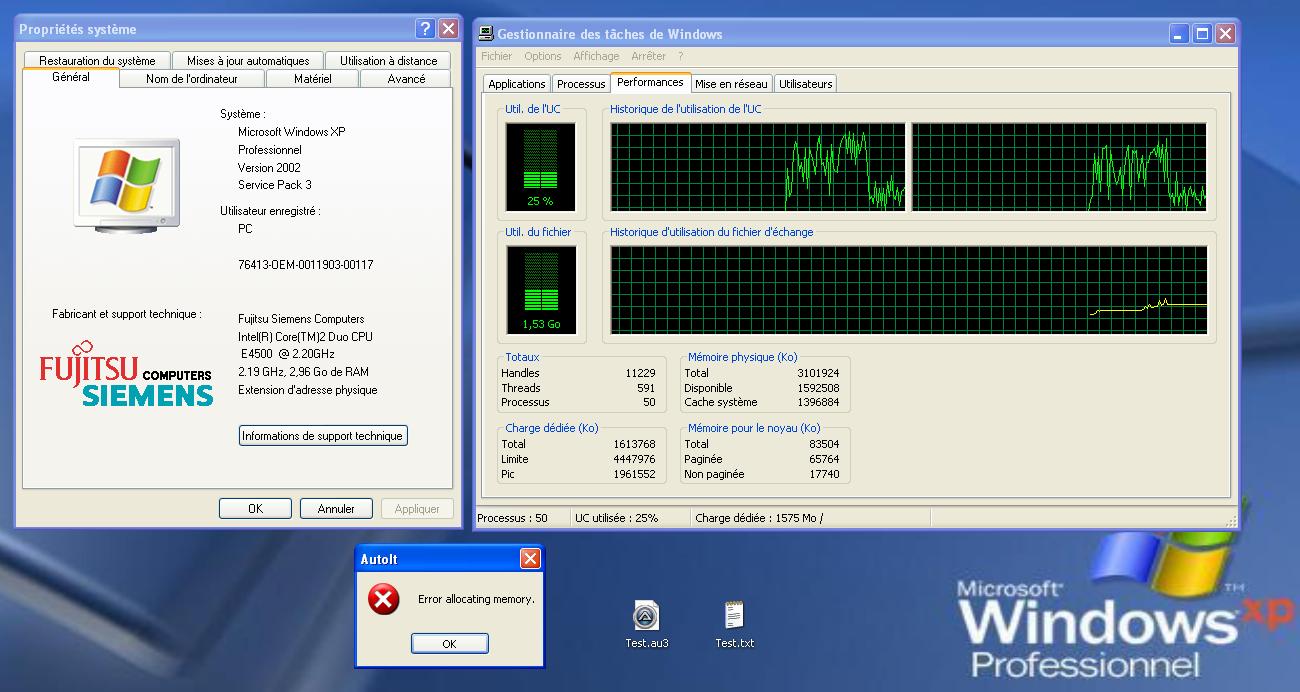 Propriétés système
Restauration du système
Mises à jour automatiques
Utilisation à distance
Général
Nom de l'ordinateur
Matériel
Avancé
Système :
Microsoft Windows XP
Professionnel
Version 2002
Service Pack 3
Utilisateur enregistré :
PC
76413-OEM-0011903-00117
Fabricant et support technique :
Fujitsu Siemens Computers
Intel(R) Core(TM)2 Duo CPU
E4500 @ 2.20GHz
2.19 GHz, 2,96 Go de RAM
Extension d'adresse physique
FUJITSU COMPUTERS
SIEMENS
Informations de support technique
OK
Annuler
Appliquer
Gestionnaire des tâches de Windows
Fichier Options Affichage Arrêter ?
Applications
Processus
Performances
Mise en réseau
Utilisateurs
Util. de l'UC
25 %
Historique de l'utilisation de l'UC
Util. du fichier
1,53 Go
Historique d'utilisation du fichier d'échange
Totaux
Handles 11229
Threads 591
Processus 50
Mémoire physique (Ko)
Total 3101924
Disponible 1592508
Cache système 1396884
Charge dédiée (Ko)
Total 1613768
Limite 4447976
Pic 1961552
Mémoire pour le noyau (Ko)
Total 83504
Paginée 65764
Non paginée 17740
Processus : 50
UC utilisée : 25%
Charge dédiée : 1575 Mo /
AutoIt
Error allocating memory.
OK
Test.au3
Test.txt
Microsoft
Windows xp
TM
Professionnel